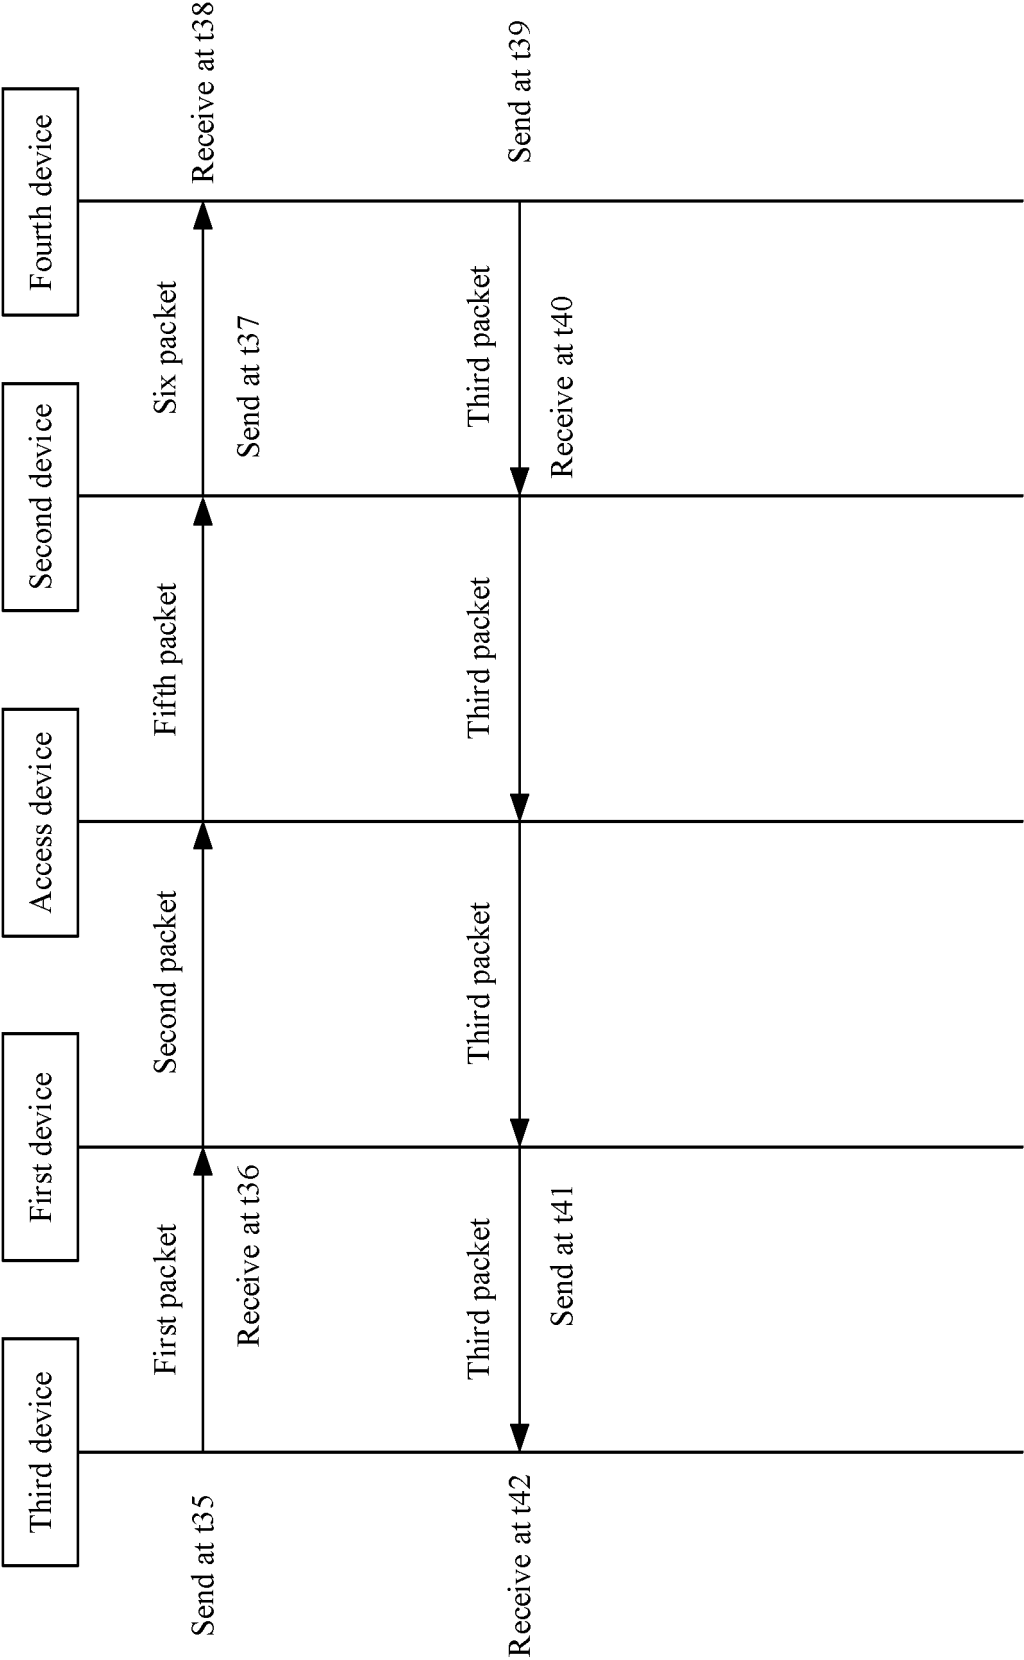 Third device
First device
Access device
Second device
Fourth device
First packet
Second packet
Fifth packet
Six packet
Send at t35
Receive at t38
Receive at t36
Send at t37
Third packet
Third packet
Third packet
Third packet
Receive at t42
Send at t39
Send at t41
Receive at t40